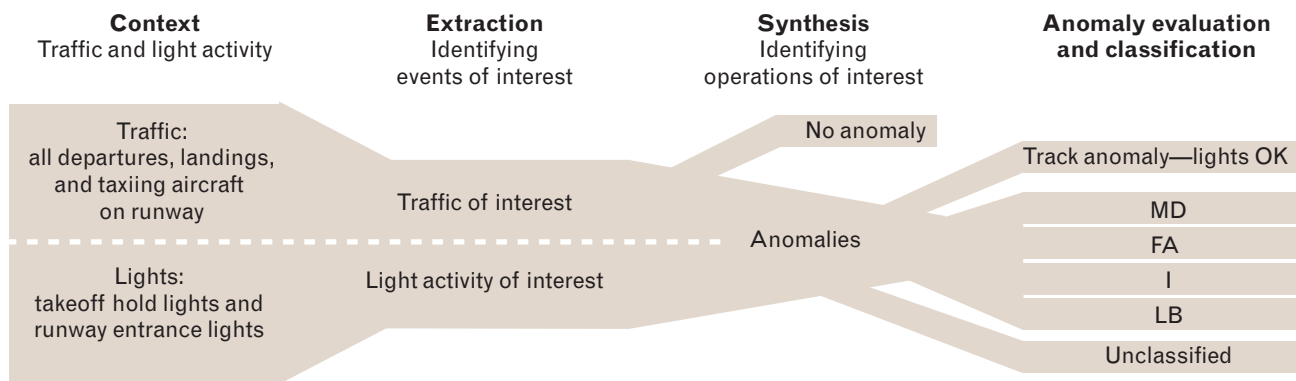 Context
Traffic and light activity
Extraction
Identifying
events of interest
Synthesis
Identifying
operations of interest
Anomaly evaluation
and classification
Traffic:
all departures, landings,
and taxiing aircraft
on runway
Lights:
takeoff hold lights and
runway entrance lights
Traffic of interest
Light activity of interest
No anomaly
Anomalies
Track anomaly—lights OK
MD
FA
I
LB
Unclassified